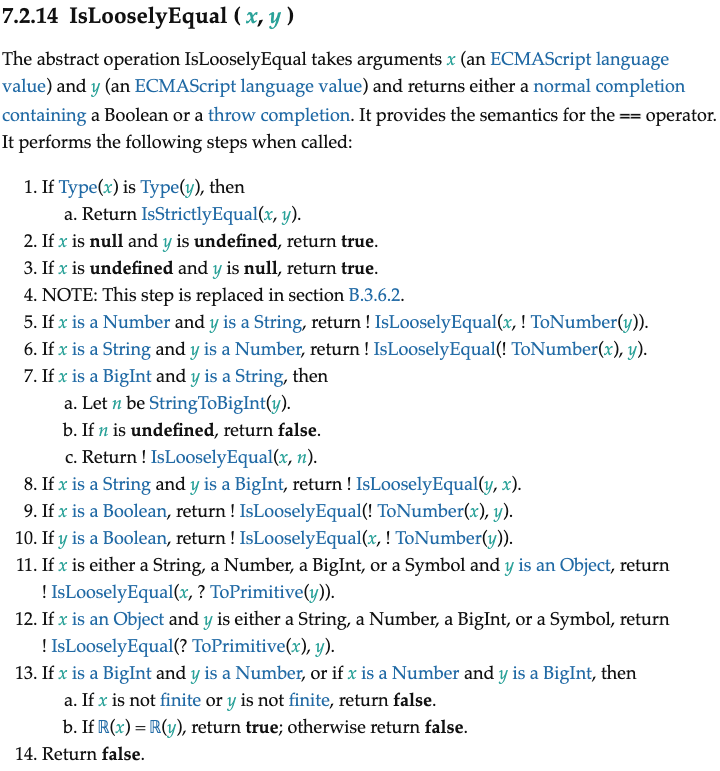 7.2.14 IsLooselyEqual ( x, y )
The abstract operation IsLooselyEqual takes arguments x (an ECMAScript language
value) and y (an ECMAScript language value) and returns either a normal completion
containing a Boolean or a throw completion. It provides the semantics for the == operator.
It performs the following steps when called:
1. If Type(x) is Type(y), then
a. Return IsStrictlyEqual(x, y).
2. If x is null and y is undefined, return true.
3. If x is undefined and y is null, return true.
4. NOTE: This step is replaced in section B.3.6.2.
5. If x is a Number and y is a String, return ! IsLooselyEqual(x, ! ToNumber(y)).
6. If x is a String and y is a Number, return ! IsLooselyEqual(! ToNumber(x), y).
7. If x is a BigInt and y is a String, then
a. Let n be StringToBigInt(y).
b. If n is undefined, return false.
c. Return ! IsLooselyEqual(x, n).
8. If x is a String and y is a BigInt, return ! IsLooselyEqual(y, x).
9. If x is a Boolean, return ! IsLooselyEqual(! ToNumber(x), y).
10. If y is a Boolean, return ! IsLooselyEqual(x, ! ToNumber(y)).
11. If x is either a String, a Number, a BigInt, or a Symbol and y is an Object, return
! IsLooselyEqual(x, ? ToPrimitive(y)).
12. If x is an Object and y is either a String, a Number, a BigInt, or a Symbol, return
! IsLooselyEqual(? ToPrimitive(x), y).
13. If x is a BigInt and y is a Number, or if x is a Number and y is a BigInt, then
a. If x is not finite or y is not finite, return false.
b. If ℝ(x) = ℝ(y), return true; otherwise return false.
14. Return false.